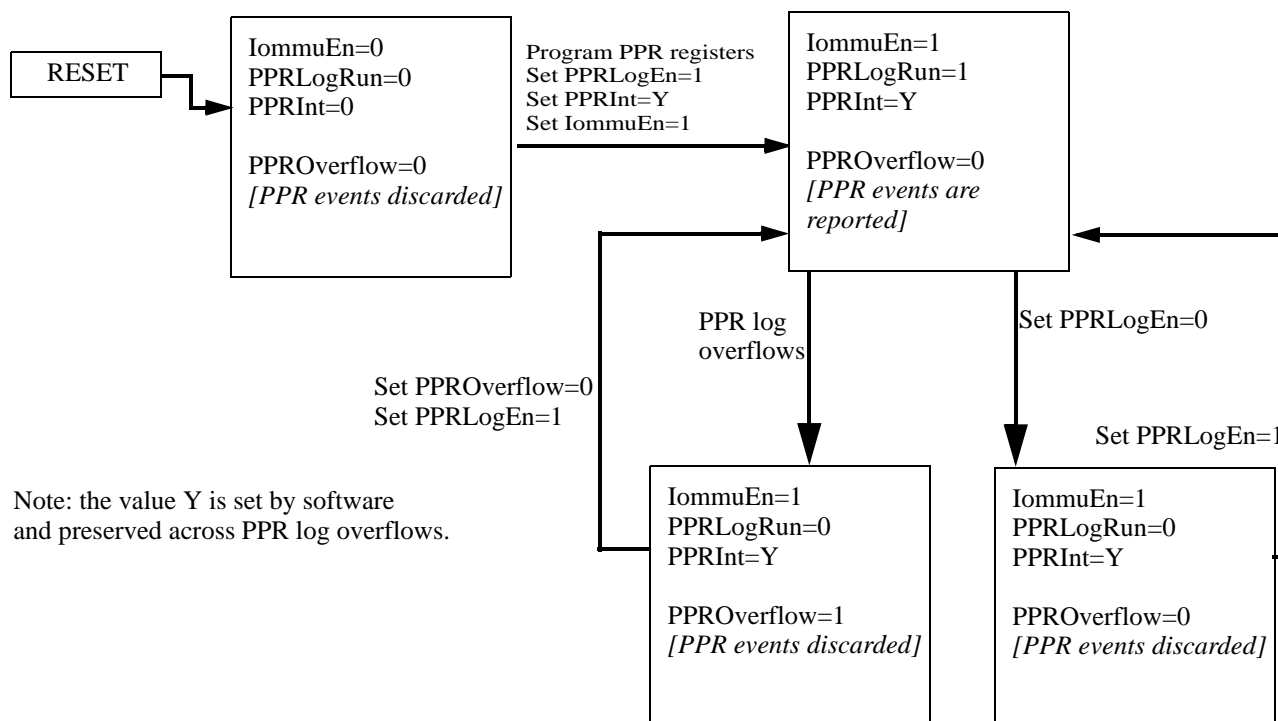 RESET
IommuEn=0
PPRLogRun=0
PPRInt=0
PPROverflow=0
[PPR events discarded]
Program PPR registers
Set PPRLogEn=1
Set PPRInt=Y
Set IommuEn=1
IommuEn=1
PPRLogRun=1
PPRInt=Y
PPROverflow=0
[PPR events are
reported]
PPR log
overflows
Set PPRLogEn=0
Set PPROverflow=0
Set PPRLogEn=1
Set PPRLogEn=1
Note: the value Y is set by software
and preserved across PPR log overflows.
IommuEn=1
PPRLogRun=0
PPRInt=Y
PPROverflow=1
[PPR events discarded]
IommuEn=1
PPRLogRun=0
PPRInt=Y
PPROverflow=0
[PPR events discarded]